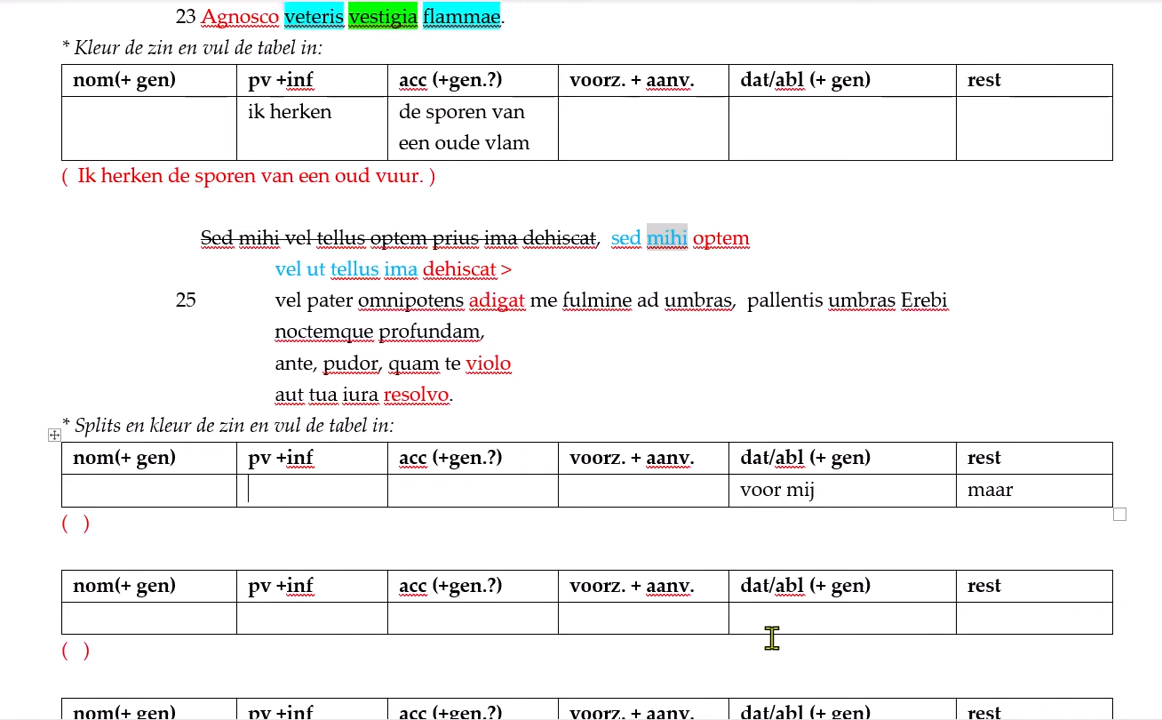 23 Agnosco veteris vestigia flammae.
* Kleur de zin en vul de tabel in:
nom(+ gen) pv +inf acc (+gen.?) voorz. + aanv. dat/abl (+ gen) rest
ik herken de sporen van
een oude vlam
( Ik herken de sporen van een oud vuur. )
Sed mihi vel tellus optem prius ima dehiscat, sed mihi optem
vel ut tellus ima dehiscat >
25 vel pater omnipotens adigat me fulmine ad umbras, pallentis umbras Erebi
noctemque profundam,
ante, pudor, quam te violo
aut tua iura resolvo.
* Splits en kleur de zin en vul de tabel in:
nom(+ gen) pv +inf acc (+gen.?) voorz. + aanv. dat/abl (+ gen) rest
voor mij maar
( )
nom(+ gen) pv +inf acc (+gen.?) voorz. + aanv. dat/abl (+ gen) rest
( )
nom(+ gen) pv +inf acc (+gen.?) voorz. + aanv. dat/abl (+ gen) rest